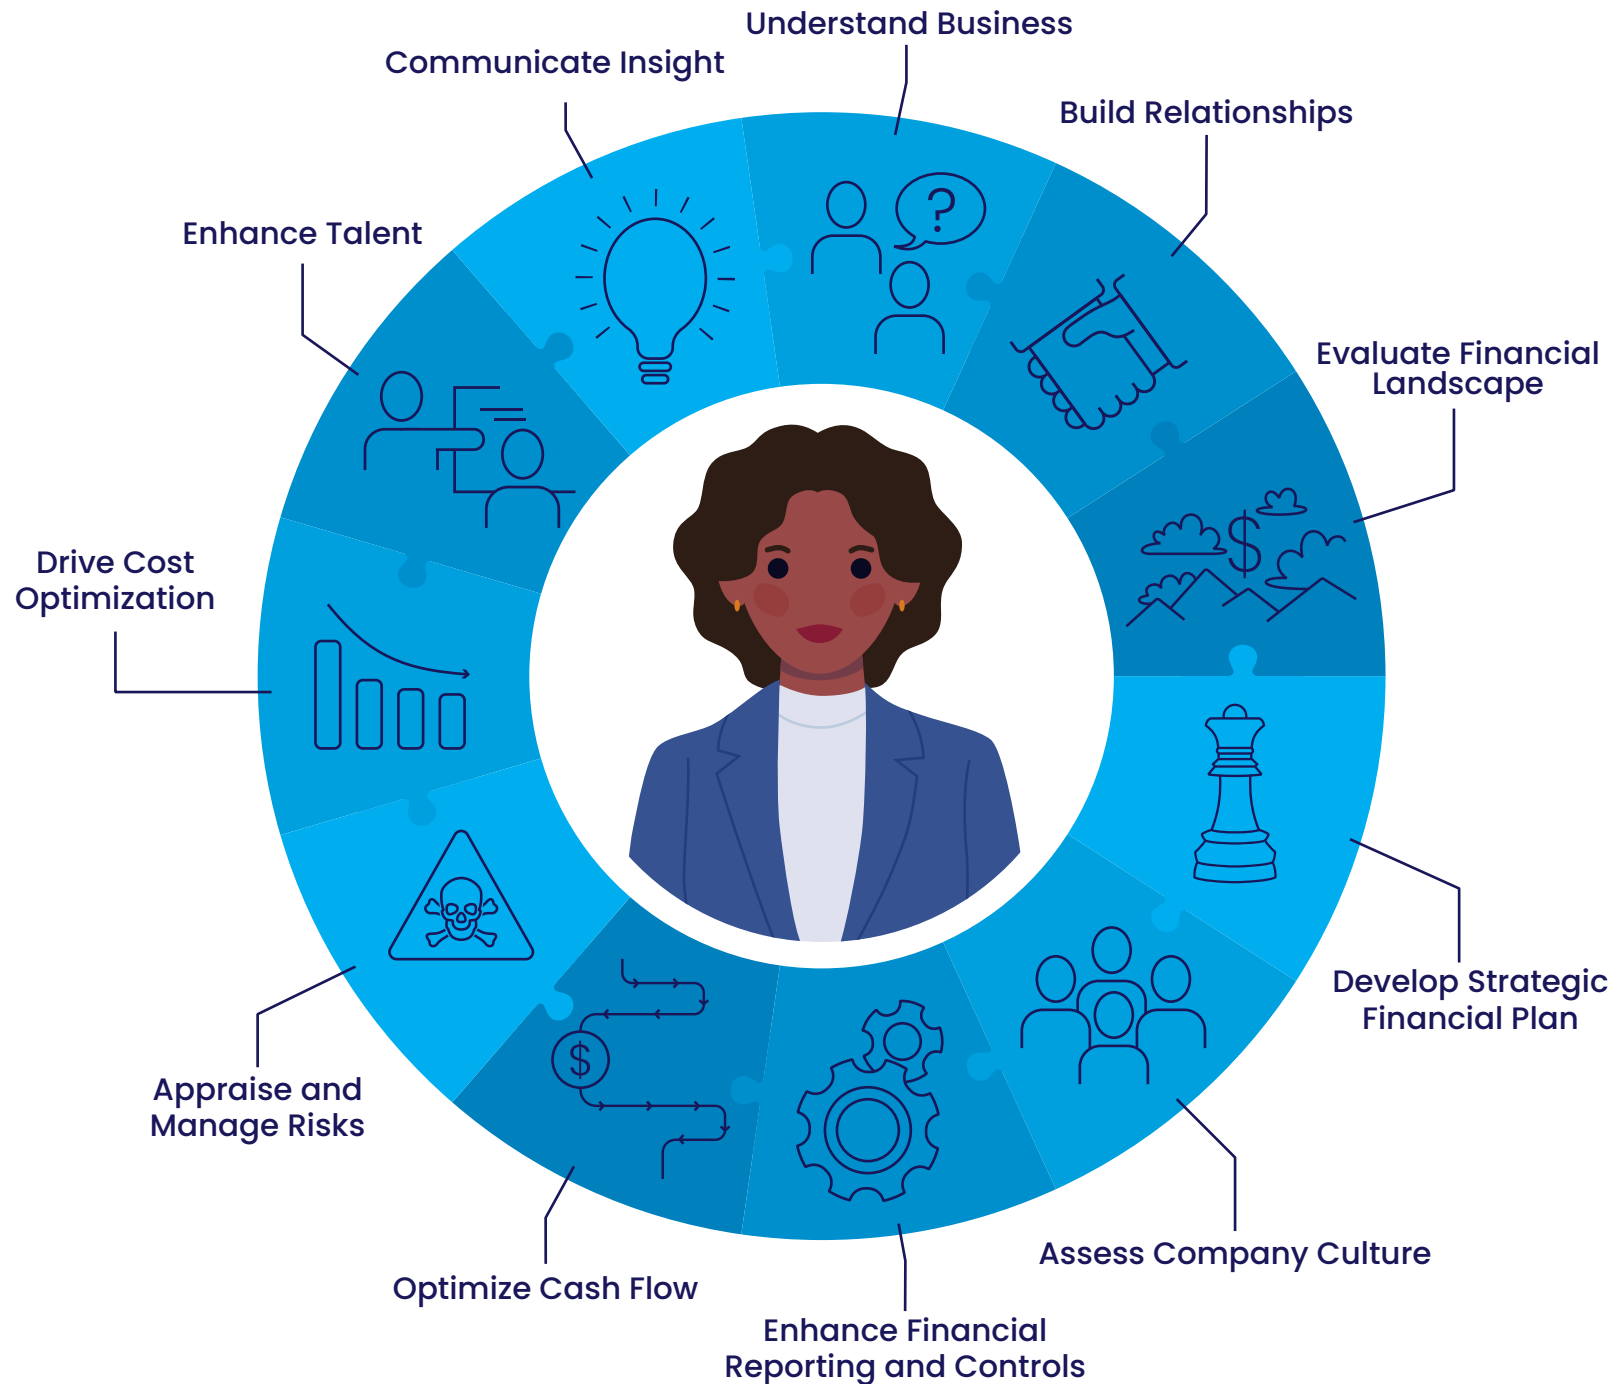 Understand Business
Communicate Insight
Build Relationships
Enhance Talent
?
Evaluate Financial
Landscape
$
Drive Cost
Optimization
Develop Strategic
Financial Plan
$
Appraise and
Manage Risks
Assess Company Culture
Optimize Cash Flow
Enhance Financial
Reporting and Controls